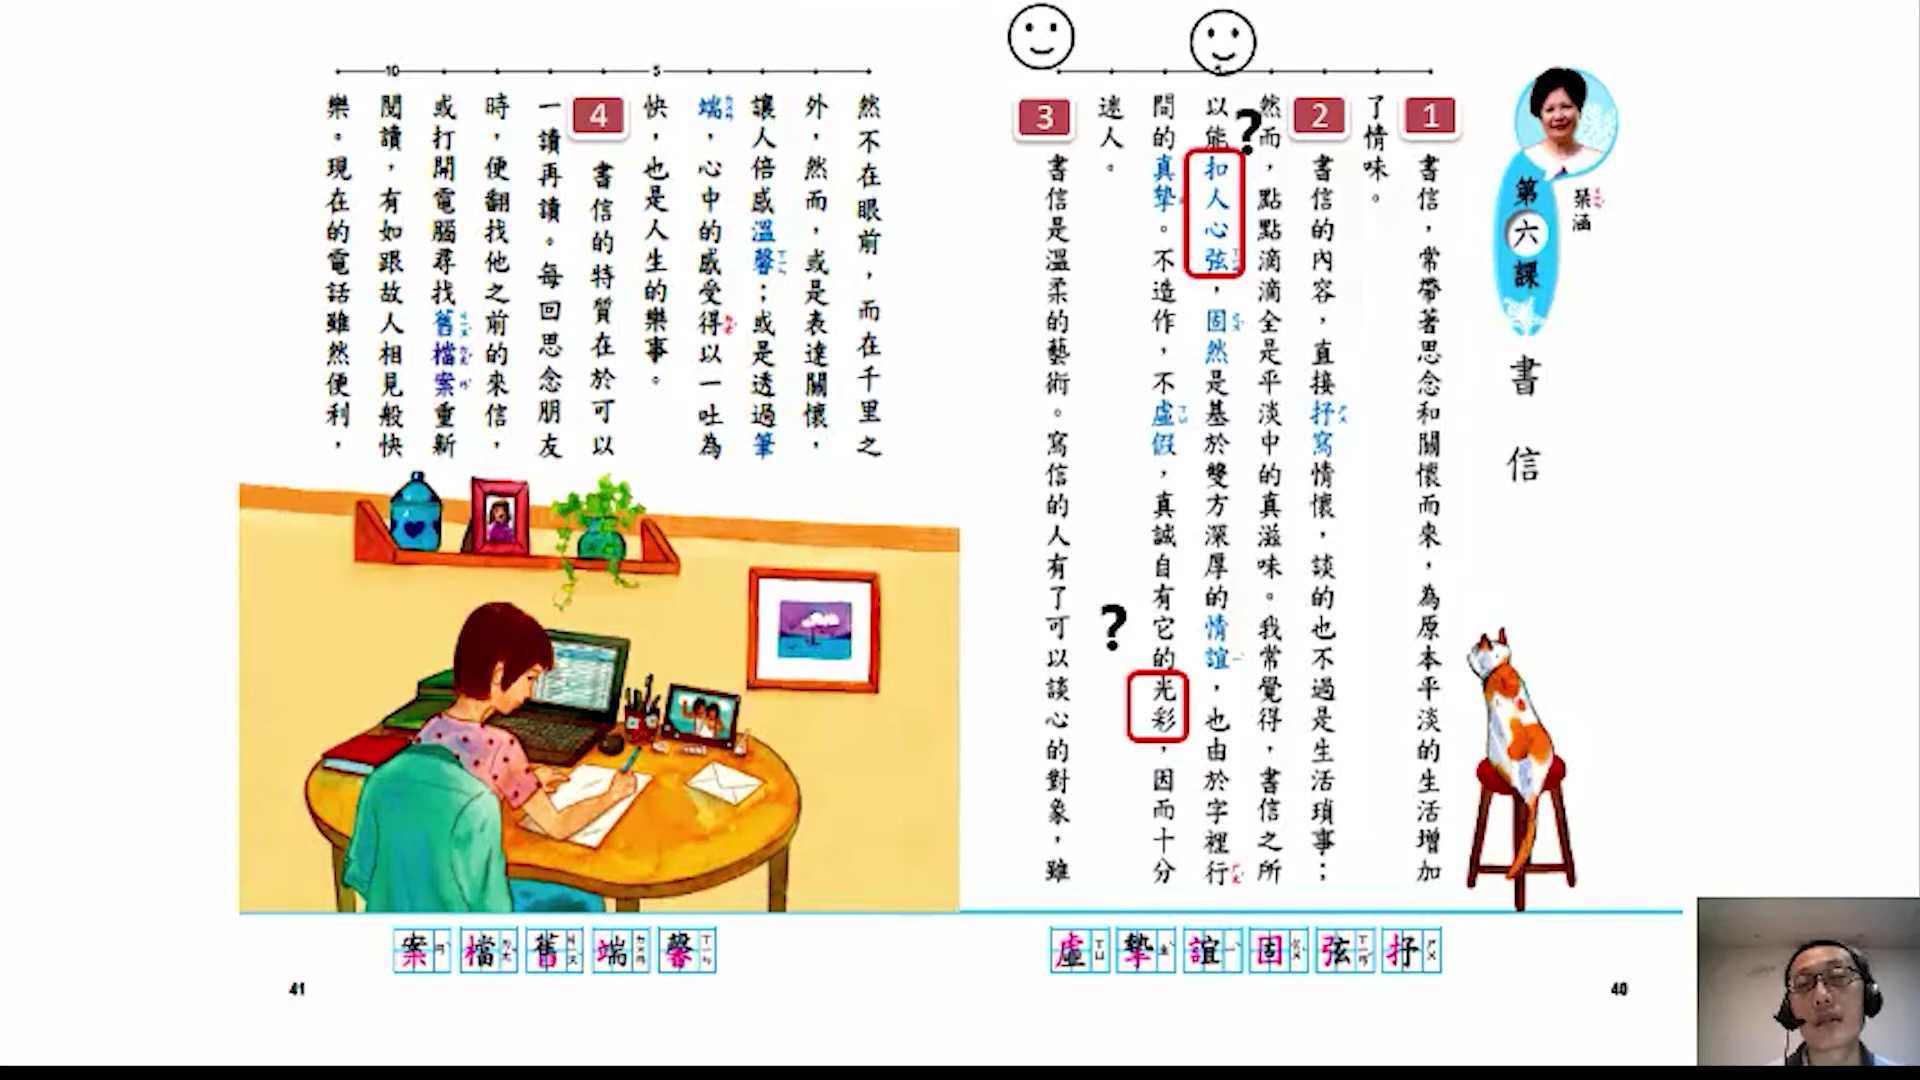 第六課
書信
琹涵
1
書信，常帶著思念和關懷而來，為原本平淡的生活增加
了情味。
2
書信的內容，直接抒寫情懷，談的也不過是生活瑣事；
然而，點點滴滴全是平淡中的真滋味。我常覺得，書信之所
?
以能扣人心弦，固然是基於雙方深厚的情誼，也由於字裡行
間的真摯。不造作，不虛假，真誠自有它的光彩，因而十分
?
迷人。
3
書信是溫柔的藝術。寫信的人有了可以談心的對象，雖
然不在眼前，而在千里之
外，然而，或是表達關懷，
讓人倍感溫馨；或是透過筆
端，心中的感受得以一吐為
5
快，也是人生的樂事。
4
書信的特質在於可以
一讀再讀。每回思念朋友
時，便翻找他之前的來信，
或打開電腦尋找舊檔案重新
10
閱讀，有如跟故人相見般快
樂。現在的電話雖然便利，
抒 弦 固 誼 摯 虛
馨 端 舊 檔 案
40
41